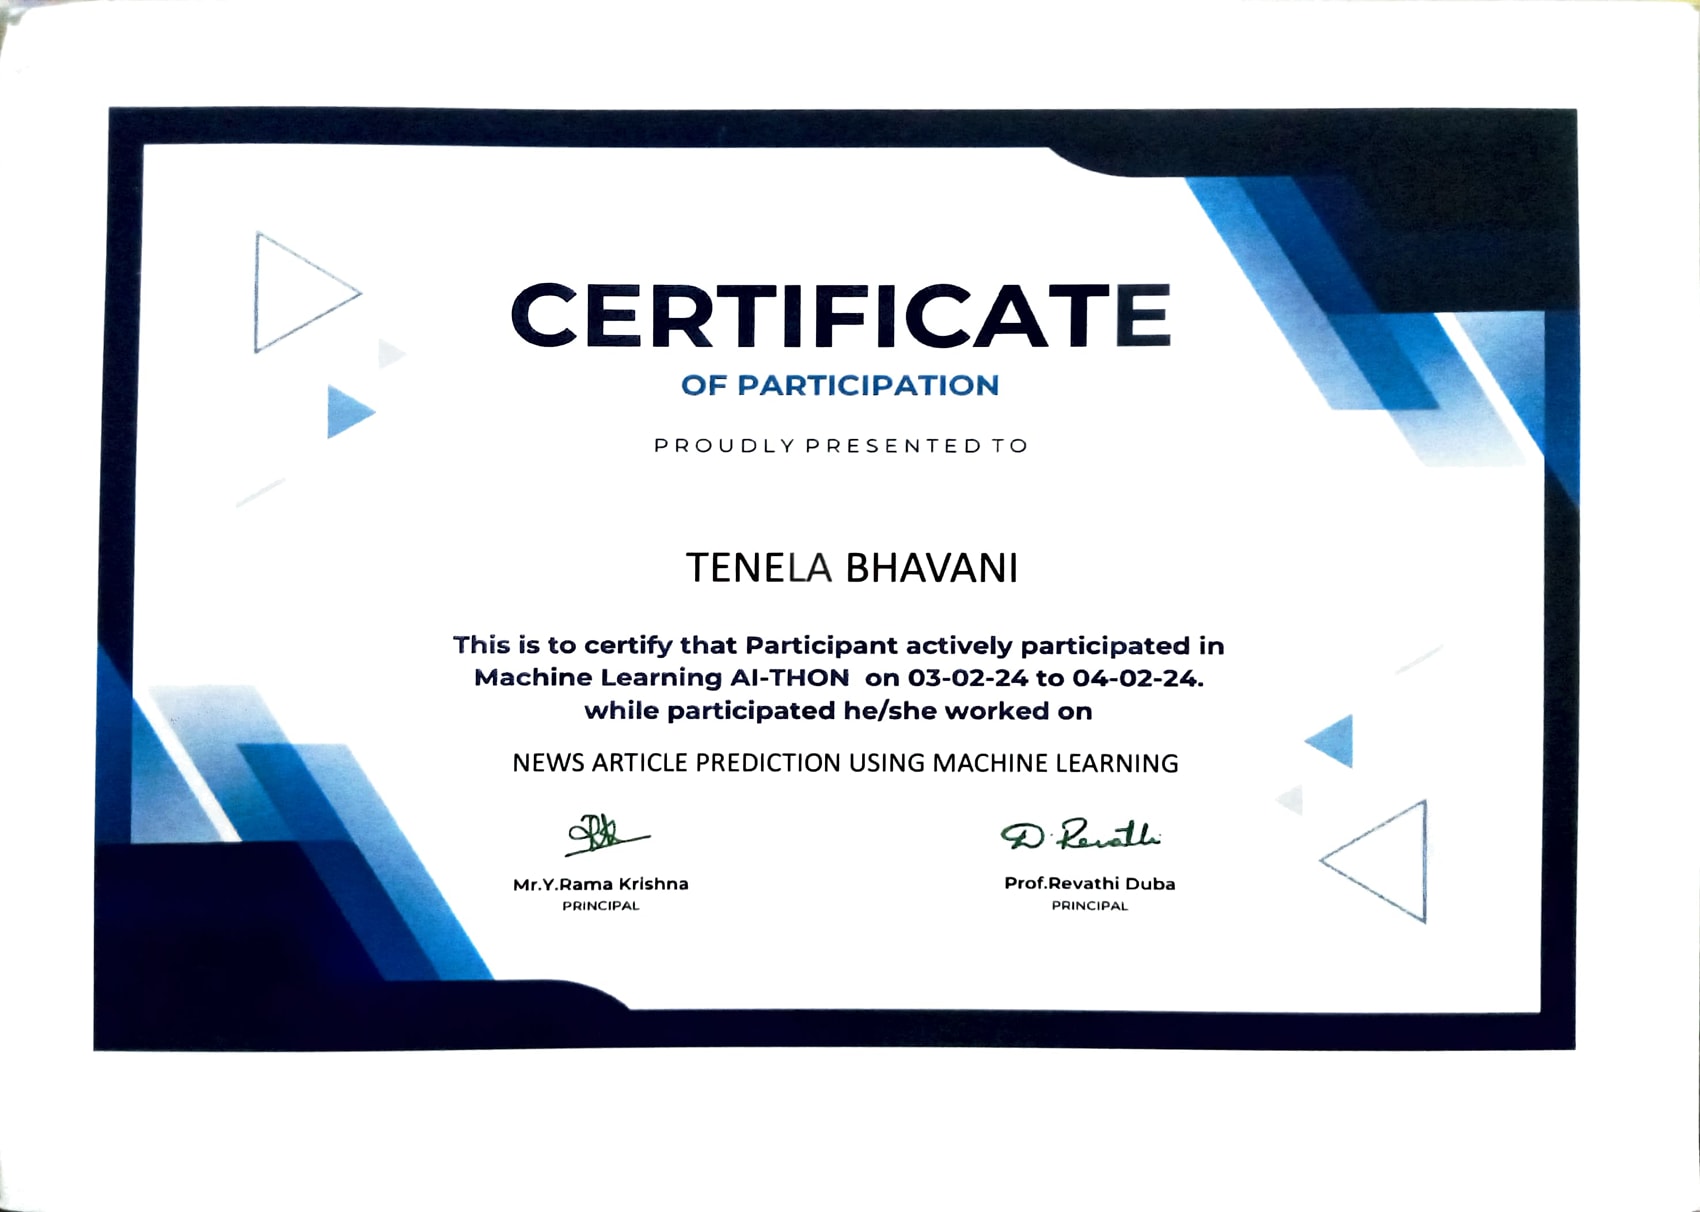 CERTIFICATE
OF PARTICIPATION
PROUDLY PRESENTED TO
TENELA BHAVANI
This is to certify that Participant actively participated in
Machine Learning AI-THON on 03-02-24 to 04-02-24.
while participated he/she worked on
NEWS ARTICLE PREDICTION USING MACHINE LEARNING
D. Revathi
Mr.Y.Rama Krishna
PRINCIPAL
Prof.Revathi Duba
PRINCIPAL